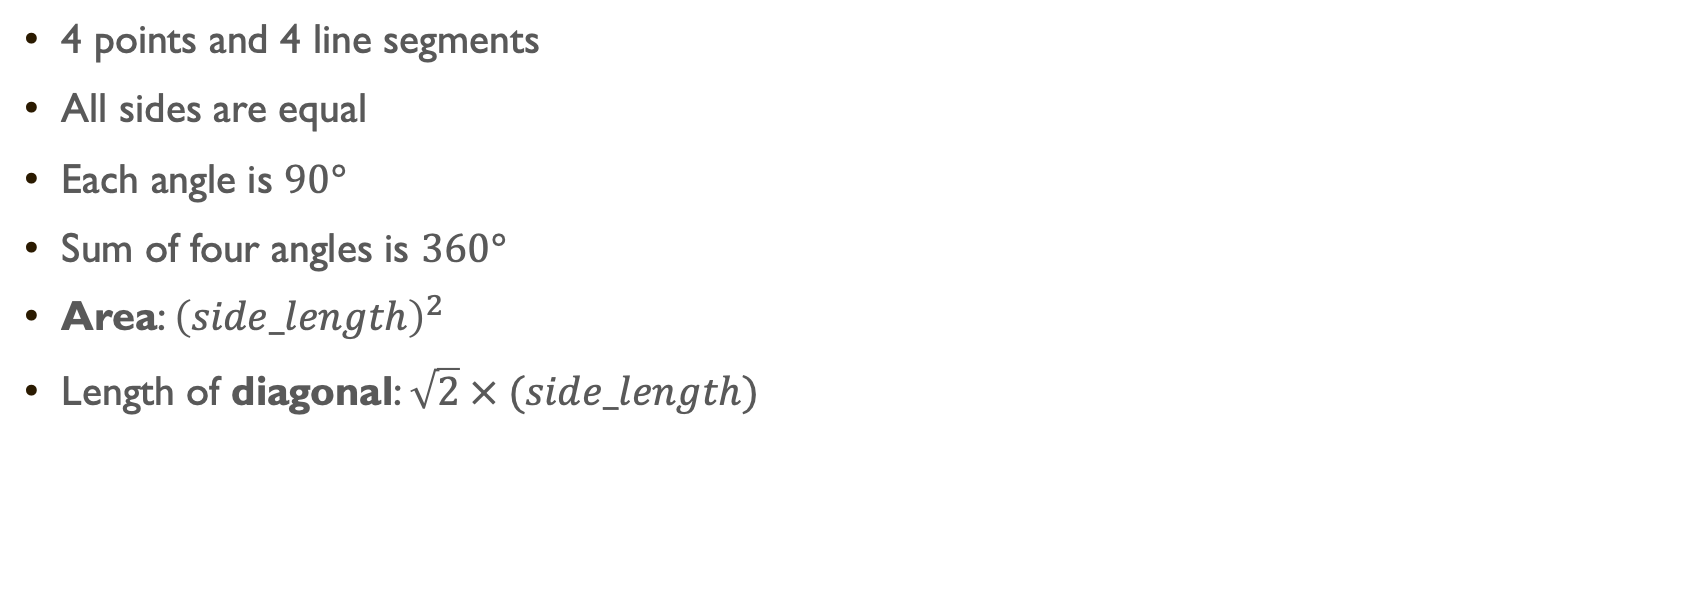 • 4 points and 4 line segments
• All sides are equal
• Each angle is 90°
• Sum of four angles is 360°
• Area: (side_length)²
• Length of diagonal: √2 × (side_length)